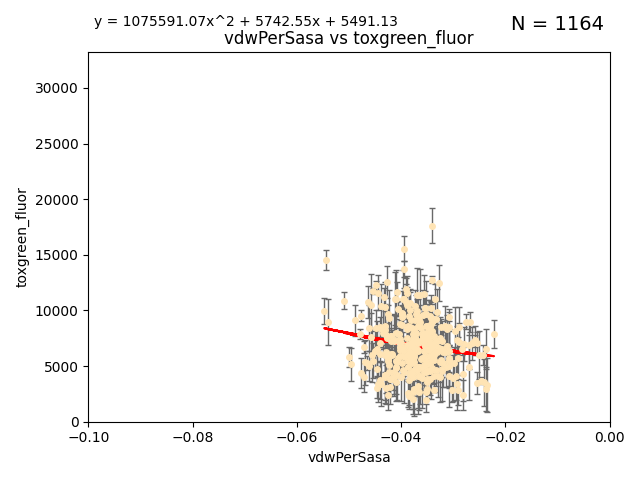 y = 1075591.07x^2 + 5742.55x + 5491.13
N = 1164
vdwPerSasa vs toxgreen_fluor
30000
25000
20000
15000
10000
5000
0
toxgreen_fluor
−0.10 −0.08 −0.06 −0.04 −0.02 0.00
vdwPerSasa